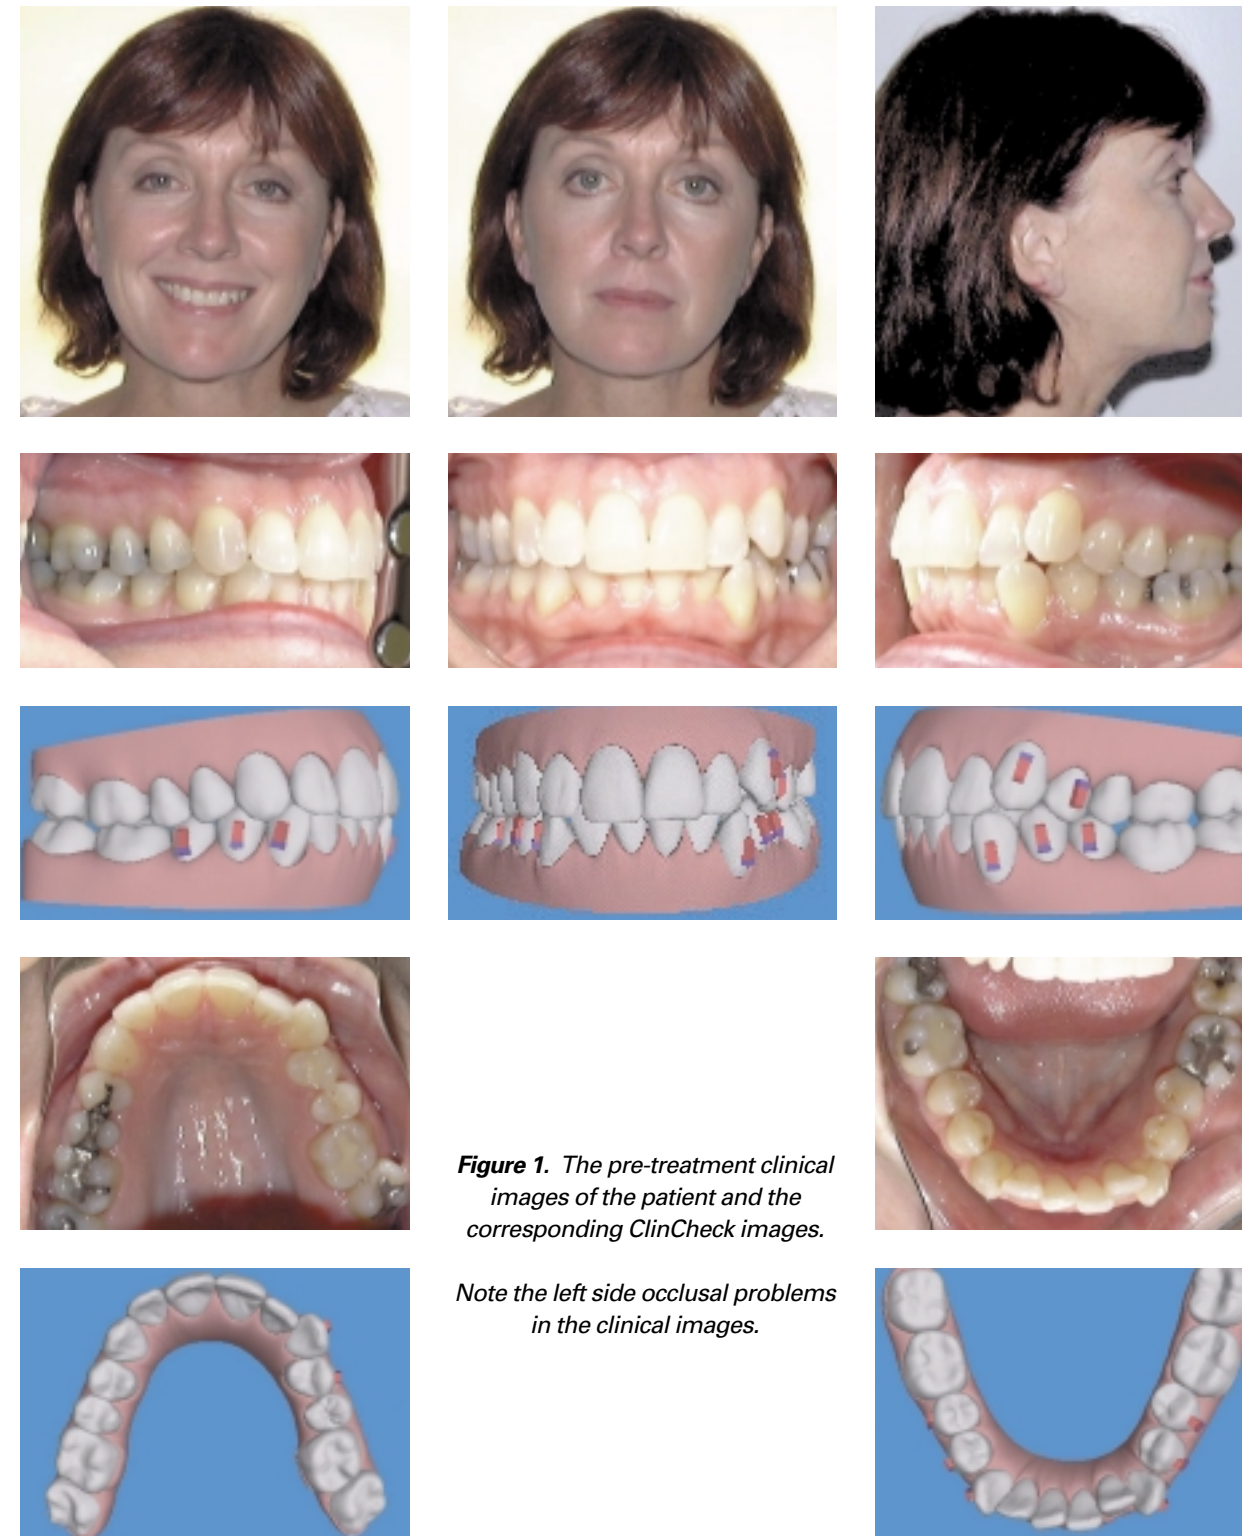 Figure 1. The pre-treatment clinical
images of the patient and the
corresponding ClinCheck images.
Note the left side occlusal problems
in the clinical images.